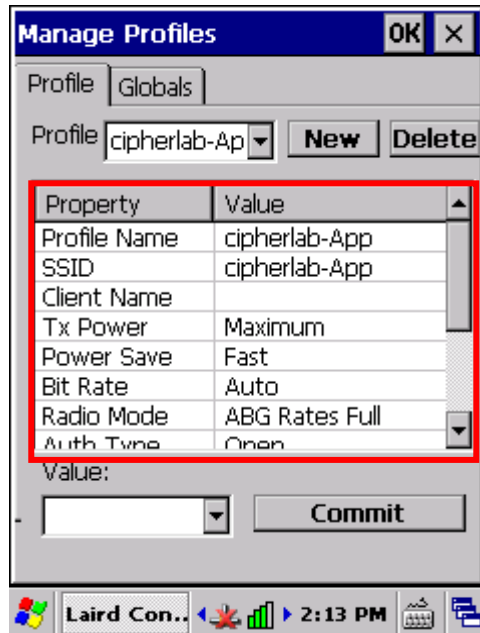 Manage Profiles OK ×
Profile Globals
Profile cipherlab-Ap New Delete
Property Value
Profile Name cipherlab-App
SSID cipherlab-App
Client Name
Tx Power Maximum
Power Save Fast
Bit Rate Auto
Radio Mode ABG Rates Full
Auth Type Open
Value:
Commit
Laird Con.. 2:13 PM